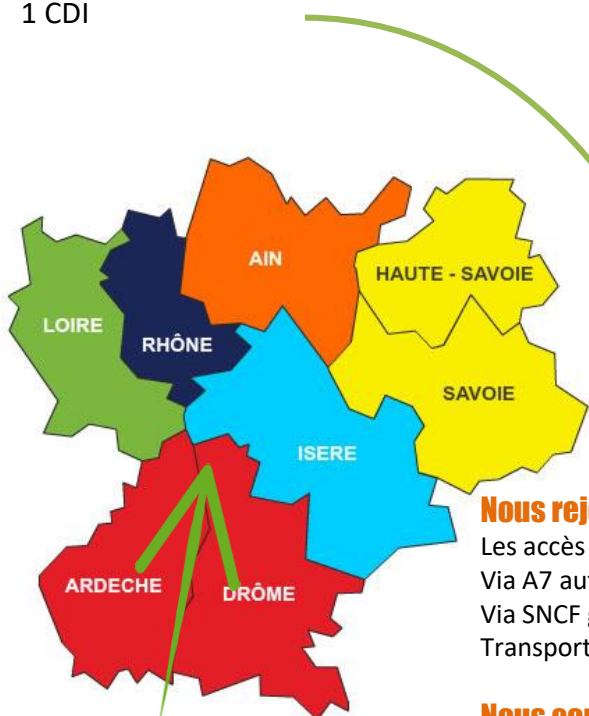 1 CDI
AIN
HAUTE - SAVOIE
LOIRE
RHÔNE
SAVOIE
ISERE
ARDECHE
DRÔME
Nous rej
Les accès
Via A7 au
Via SNCF
Transport